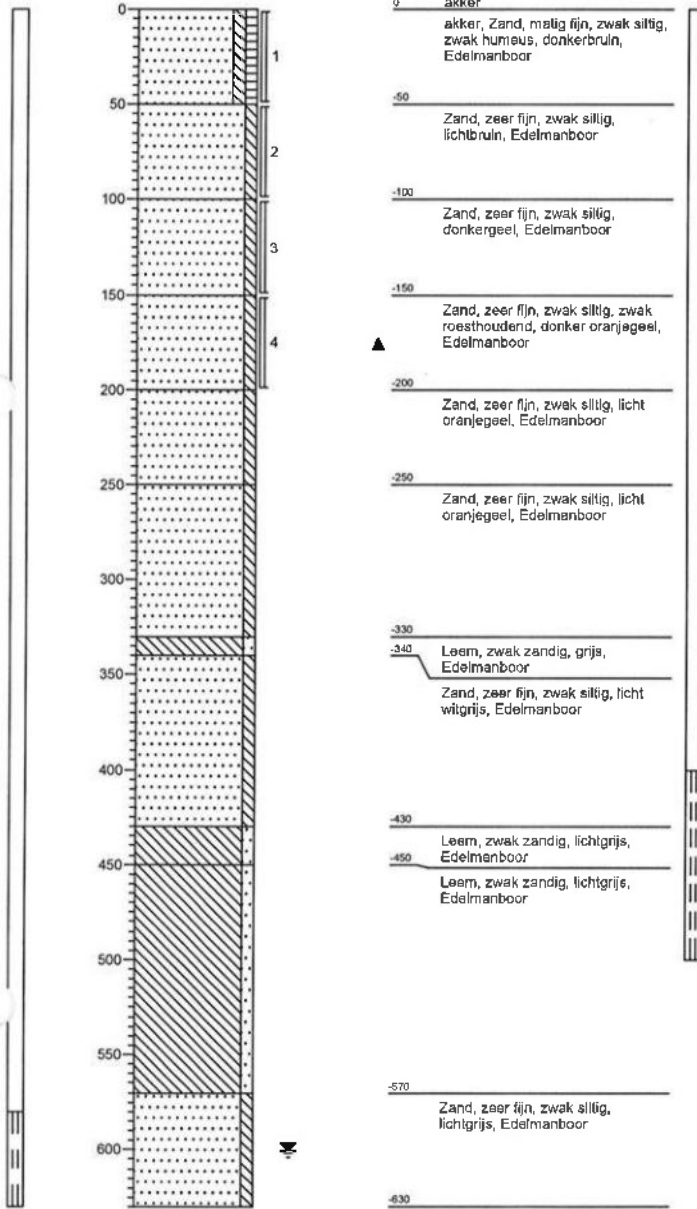 0
50
100
150
200
250
300
350
400
450
500
550
600
1
2
3
4
0 akker
akker, Zand, matig fijn, zwak siltig,
zwak humeus, donkerbruin,
Edelmanboor
-50
Zand, zeer fijn, zwak siltig,
lichtbruin, Edelmanboor
-100
Zand, zeer fijn, zwak siltig,
donkergeel, Edelmanboor
-150
Zand, zeer fijn, zwak siltig, zwak
roesthoudend, donker oranjegeel,
Edelmanboor
-200
Zand, zeer fijn, zwak siltig, licht
oranjegeel, Edelmanboor
-250
Zand, zeer fijn, zwak siltig, licht
oranjegeel, Edelmanboor
-330
-340 Leem, zwak zandig, grijs,
Edelmanboor
Zand, zeer fijn, zwak siltig, licht
witgrijs, Edelmanboor
-430
Leem, zwak zandig, lichtgrijs,
-450 Edelmanboor
Leem, zwak zandig, lichtgrijs,
Edelmanboor
-570
Zand, zeer fijn, zwak siltig,
lichtgrijs, Edelmanboor
-630